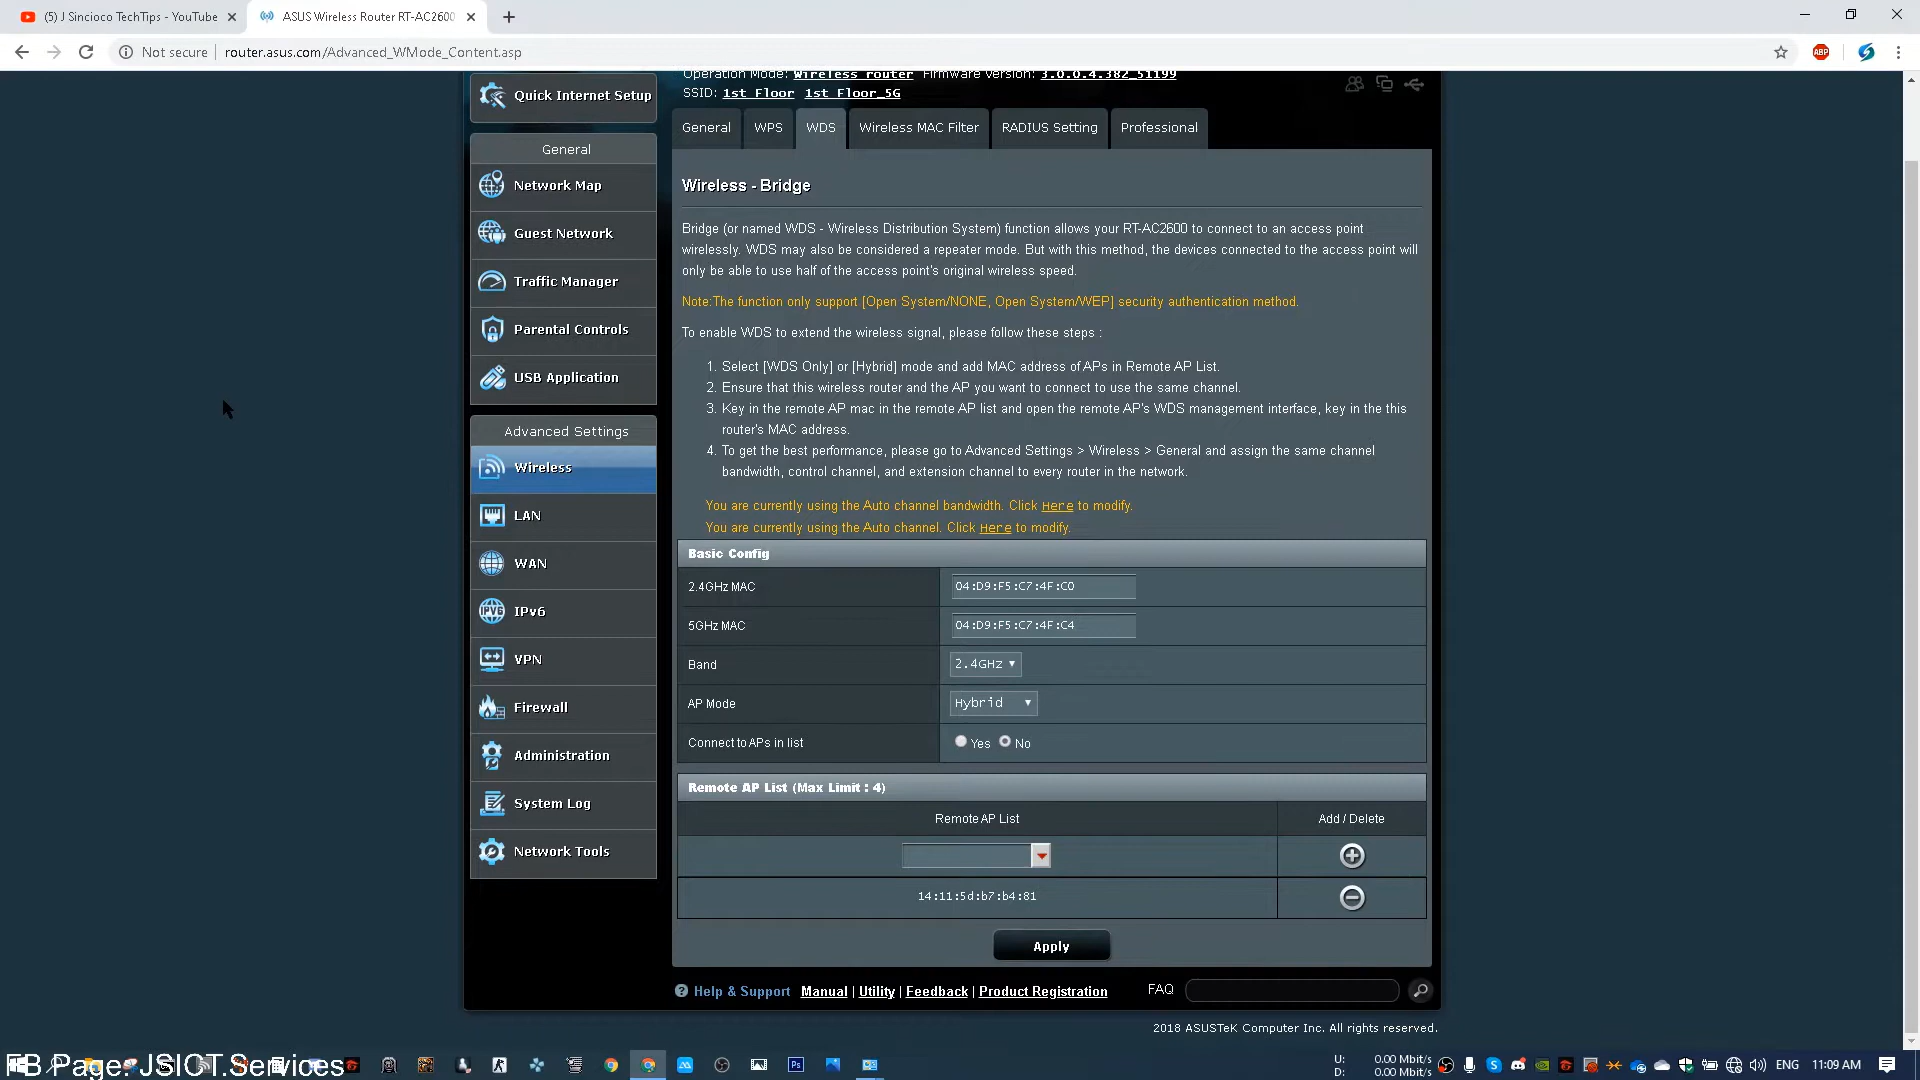 (5) J Sincioco TechTips - YouTube
ASUS Wireless Router RT-AC2600
Not secure
router.asus.com/Advanced_WMode_Content.asp
ABP
Operation Mode: Wireless router Firmware Version: 3.0.0.4.382_51199
SSID: 1st Floor 1st Floor_5G
Quick Internet Setup
General
Network Map
Guest Network
Traffic Manager
Parental Controls
USB Application
Advanced Settings
Wireless
LAN
WAN
IPv6
VPN
Firewall
Administration
System Log
Network Tools
General WPS WDS Wireless MAC Filter RADIUS Setting Professional
Wireless - Bridge
Bridge (or named WDS - Wireless Distribution System) function allows your RT-AC2600 to connect to an access point
wirelessly. WDS may also be considered a repeater mode. But with this method, the devices connected to the access point will
only be able to use half of the access point's original wireless speed.
Note:The function only support [Open System/NONE, Open System/WEP] security authentication method.
To enable WDS to extend the wireless signal, please follow these steps :
1. Select [WDS Only] or [Hybrid] mode and add MAC address of APs in Remote AP List.
2. Ensure that this wireless router and the AP you want to connect to use the same channel.
3. Key in the remote AP mac in the remote AP list and open the remote AP's WDS management interface, key in the this
router's MAC address.
4. To get the best performance, please go to Advanced Settings > Wireless > General and assign the same channel
bandwidth, control channel, and extension channel to every router in the network.
You are currently using the Auto channel bandwidth. Click Here to modify.
You are currently using the Auto channel. Click Here to modify.
Basic Config
2.4GHz MAC 04:D9:F5:C7:4F:C0
5GHz MAC 04:D9:F5:C7:4F:C4
Band 2.4GHz
AP Mode Hybrid
Connect to APs in list Yes No
Remote AP List (Max Limit : 4)
Remote AP List Add / Delete
14:11:5d:b7:b4:81
Apply
Help & Support Manual | Utility | Feedback | Product Registration FAQ
2018 ASUSTeK Computer Inc. All rights reserved.
FB Page: JSIOT.Services
U: 0.00 Mbit/s
D: 0.00 Mbit/s
ENG 11:09 AM